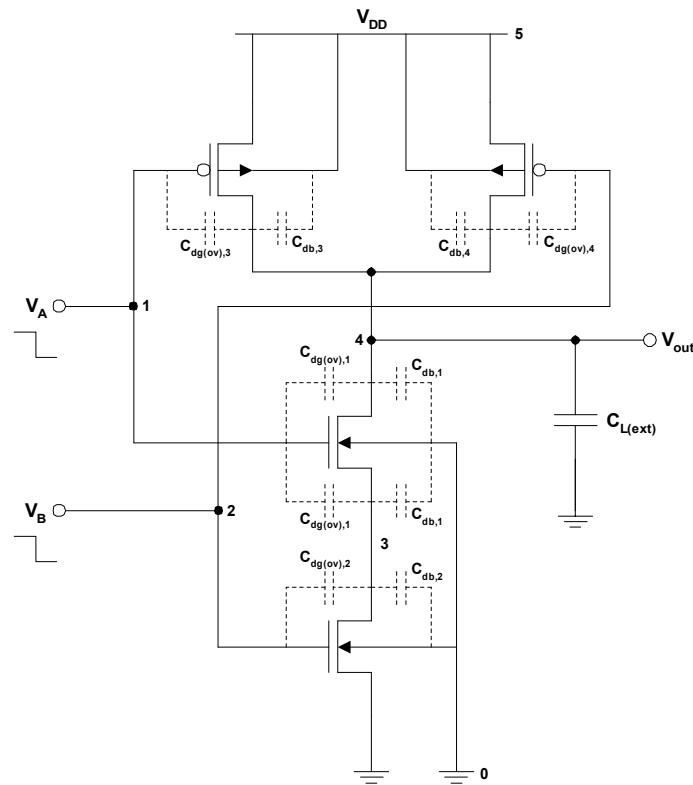 V_DD
5
C_dg(ov),3
C_db,3
C_db,4
C_dg(ov),4
V_A
1
4
V_out
C_dg(ov),1
C_db,1
C_L(ext)
V_B
2
C_dg(ov),1
C_db,1
3
C_dg(ov),2
C_db,2
0